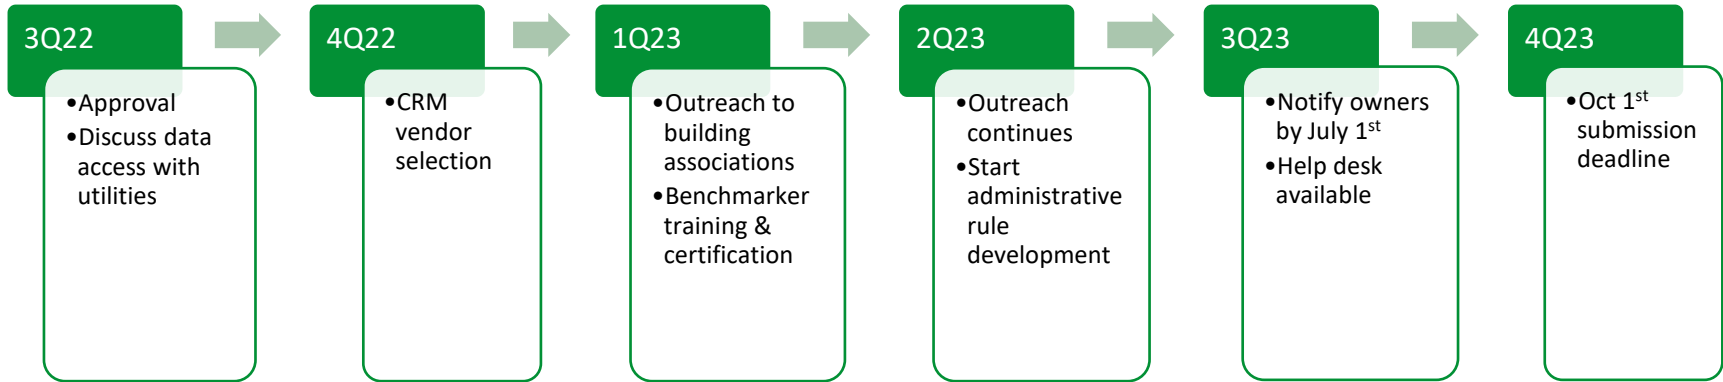 3Q22
•Approval
•Discuss data
access with
utilities
4Q22
•CRM
vendor
selection
1Q23
•Outreach to
building
associations
•Benchmarker
training &
certification
2Q23
•Outreach
continues
•Start
administrative
rule
development
3Q23
•Notify owners
by July 1st
•Help desk
available
4Q23
•Oct 1st
submission
deadline